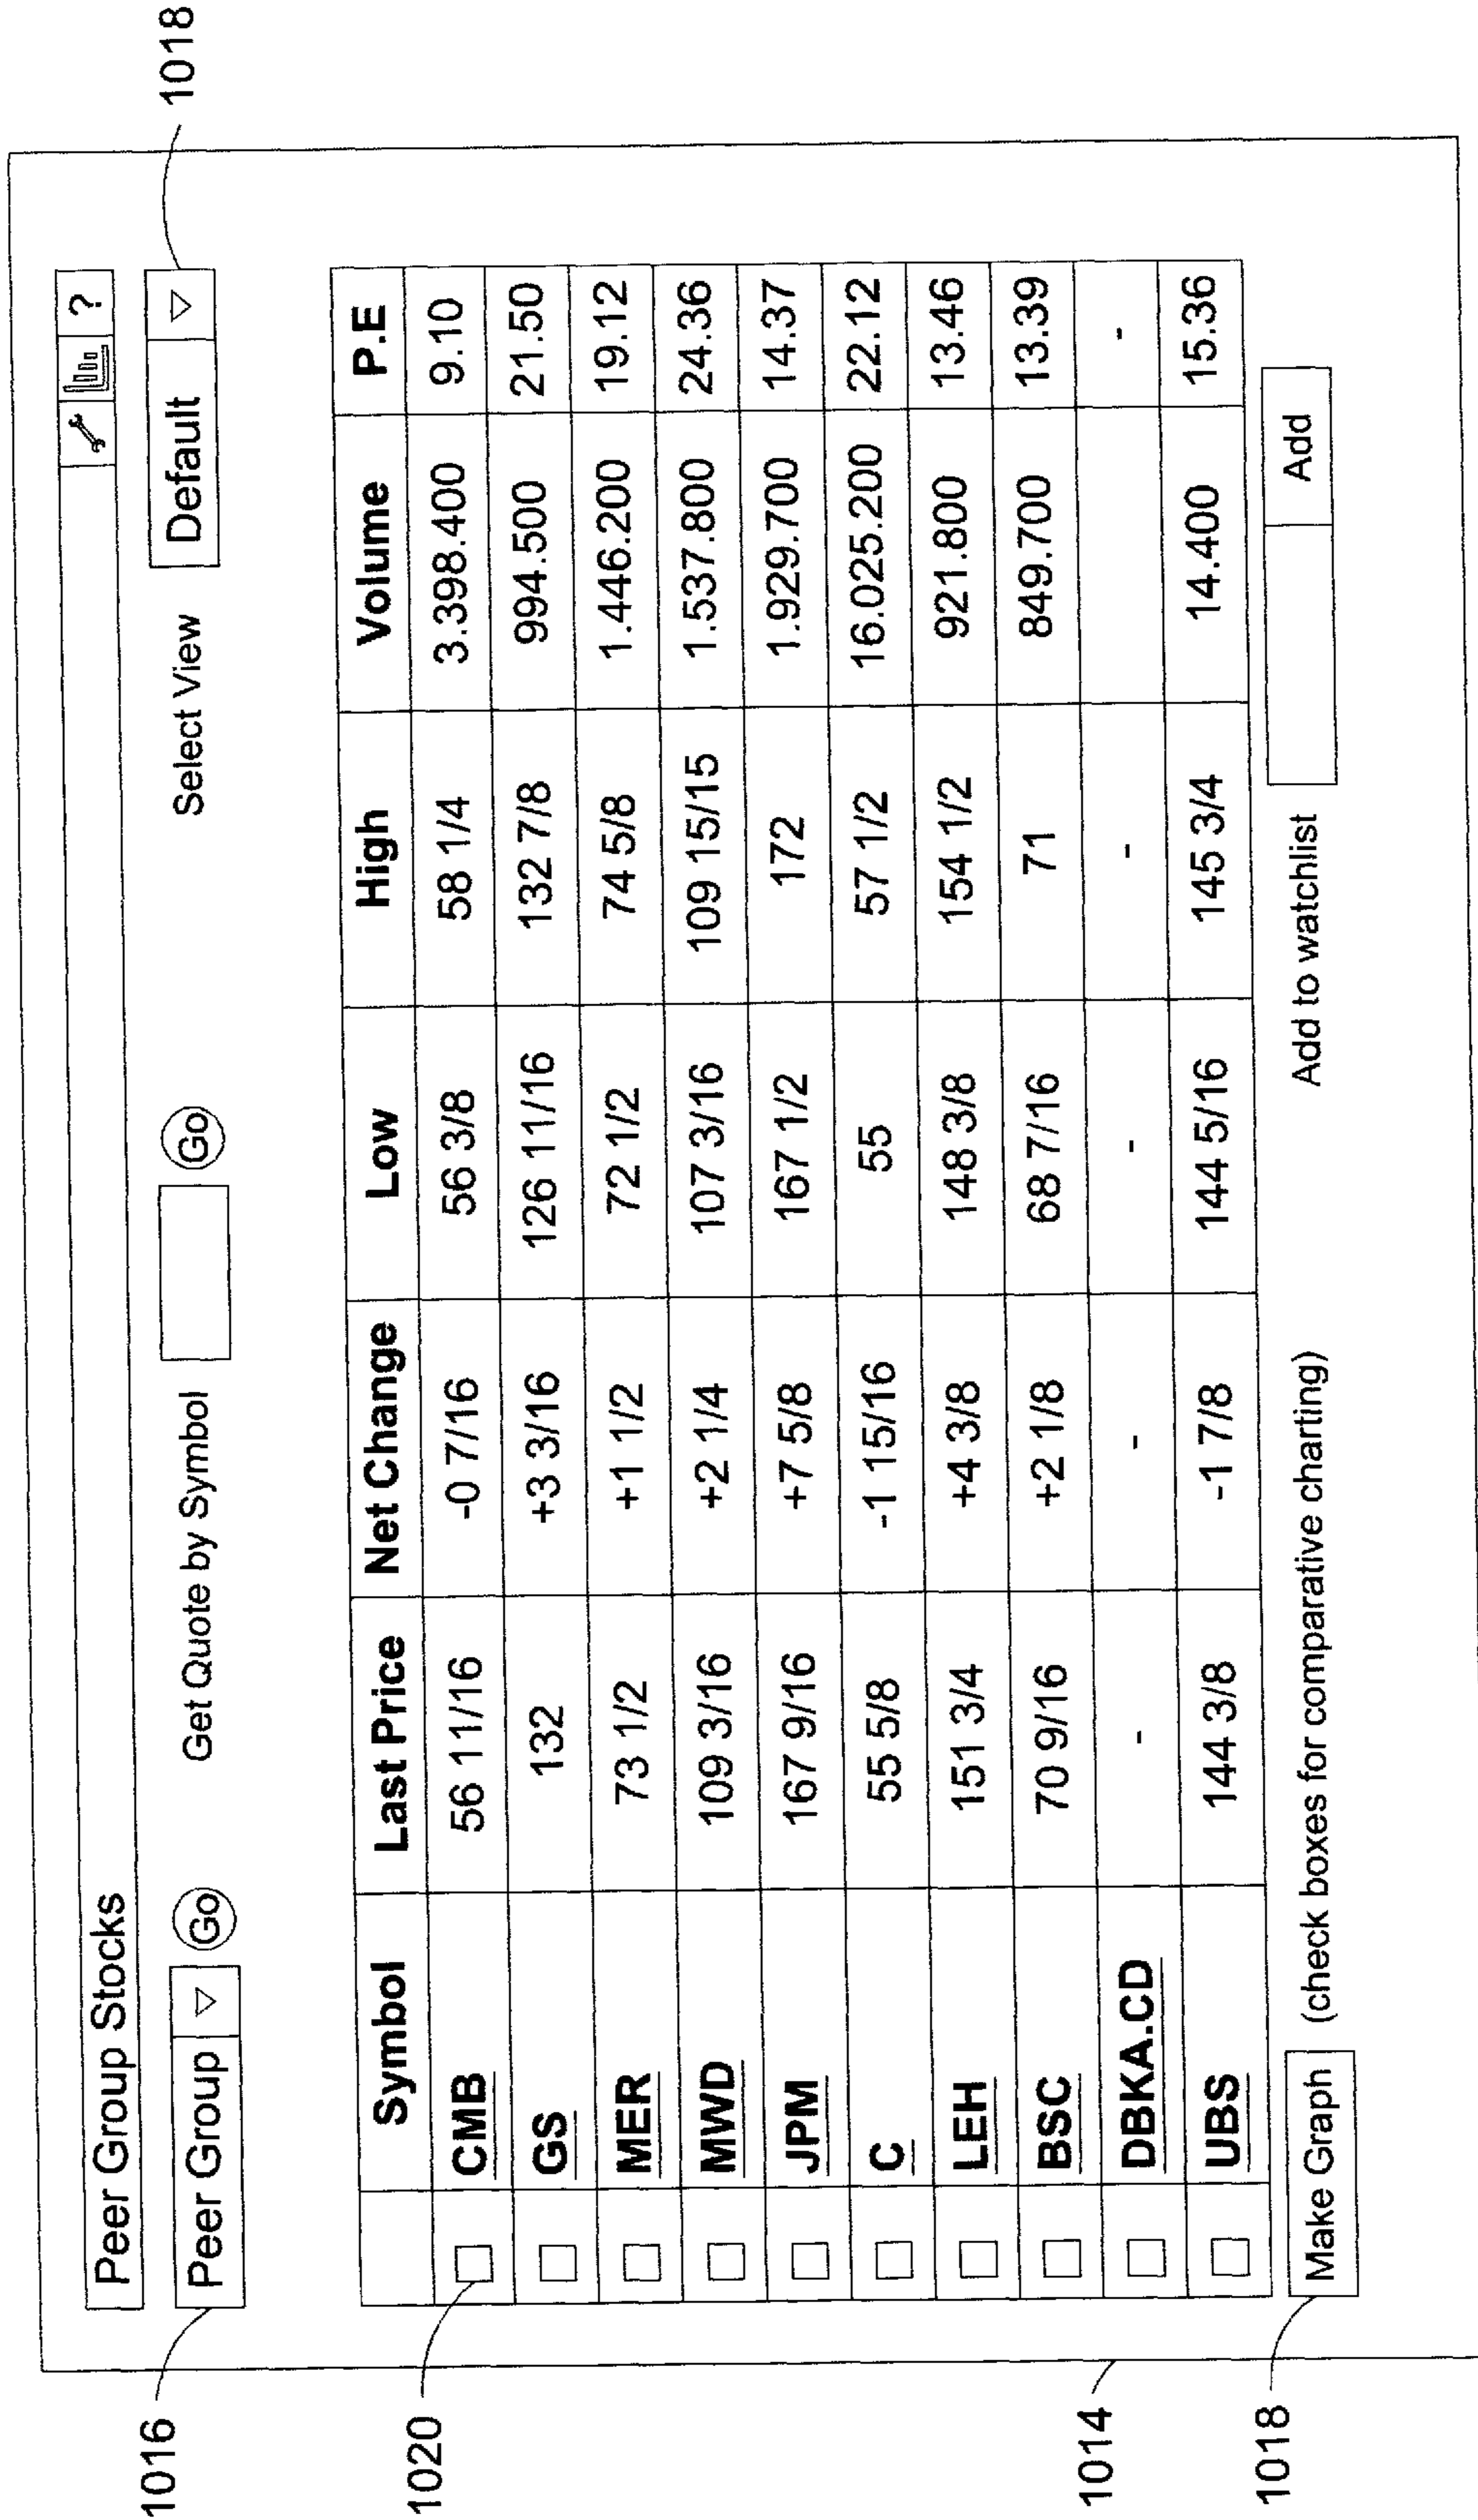 Peer Group Stocks ?
1016 Peer Group Go Get Quote by Symbol Go Select View Default 1018
Symbol Last Price Net Change Low High Volume P.E
1020 CMB 56 11/16 -0 7/16 56 3/8 58 1/4 3.398.400 9.10
GS 132 +3 3/16 126 11/16 132 7/8 994.500 21.50
MER 73 1/2 +1 1/2 72 1/2 74 5/8 1.446.200 19.12
MWD 109 3/16 +2 1/4 107 3/16 109 15/15 1.537.800 24.36
JPM 167 9/16 +7 5/8 167 1/2 172 1.929.700 14.37
C 55 5/8 -1 15/16 55 57 1/2 16.025.200 22.12
LEH 151 3/4 +4 3/8 148 3/8 154 1/2 921.800 13.46
BSC 70 9/16 +2 1/8 68 7/16 71 849.700 13.39
DBKA.CD - - - - -
UBS 144 3/8 -1 7/8 144 5/16 145 3/4 14.400 15.36
1014
1018 Make Graph (check boxes for comparative charting) Add to watchlist Add